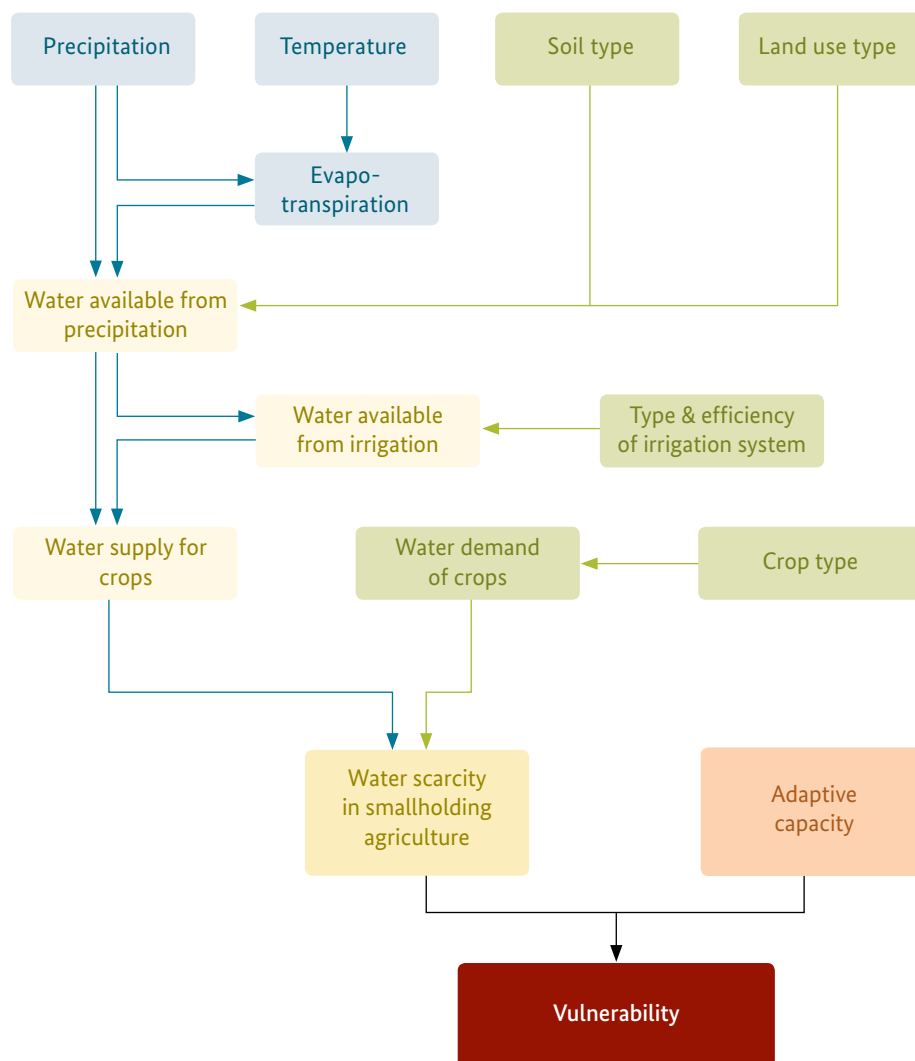 Precipitation
Temperature
Soil type
Land use type
Evapo-
transpiration
Water available from
precipitation
Water available
from irrigation
Type & efficiency
of irrigation system
Water supply for
crops
Water demand
of crops
Crop type
Water scarcity
in smallholding
agriculture
Adaptive
capacity
Vulnerability